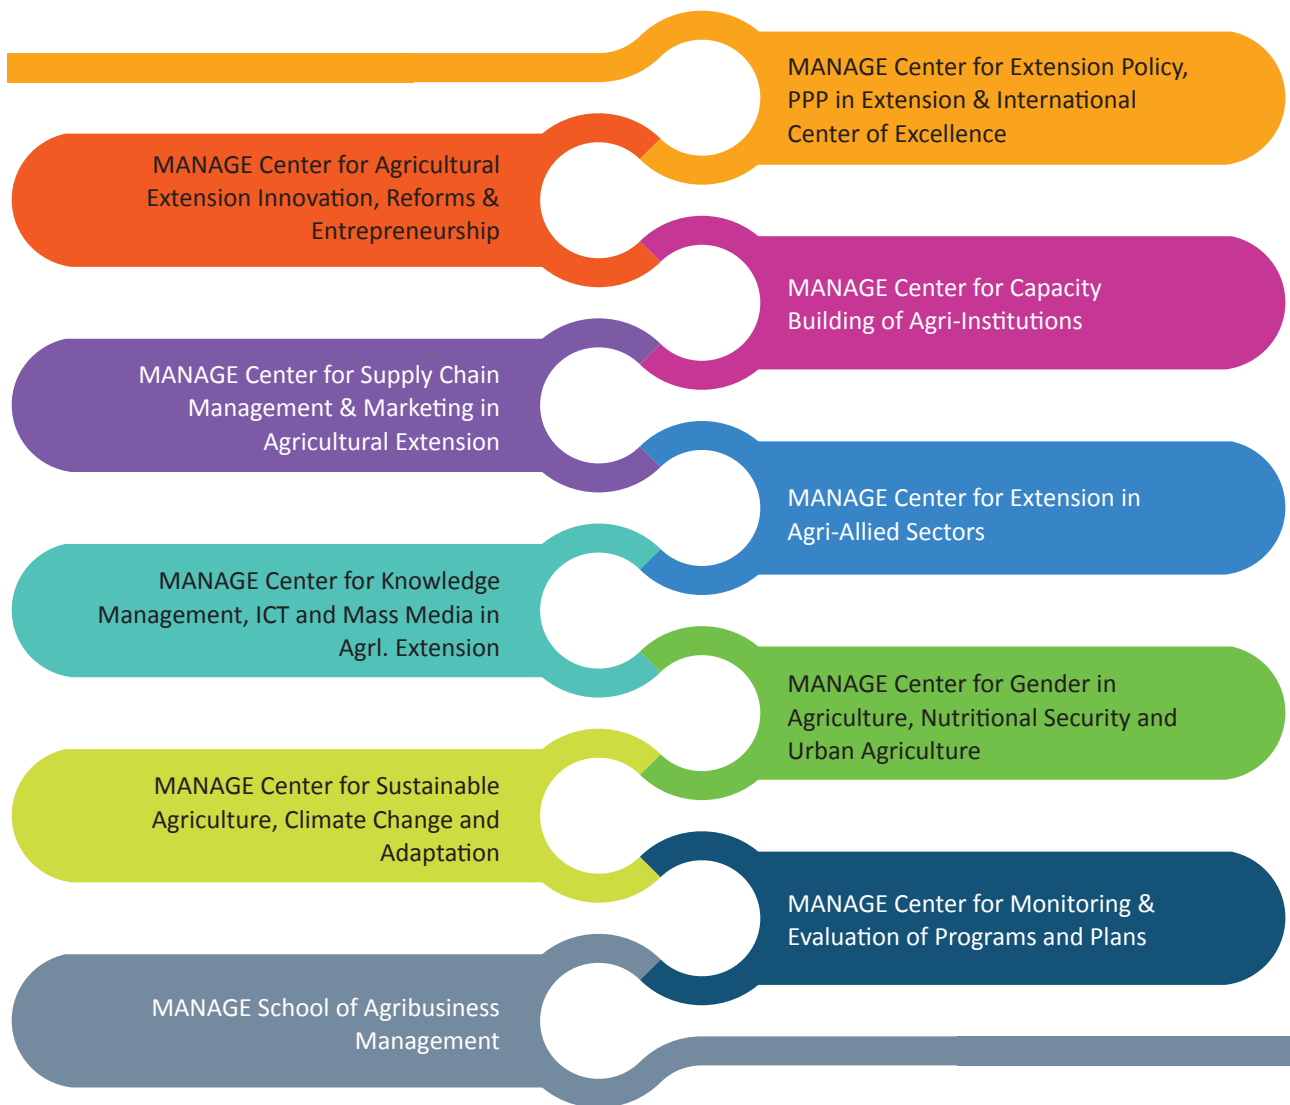 MANAGE Center for Extension Policy,
PPP in Extension & International
Center of Excellence
MANAGE Center for Agricultural
Extension Innovation, Reforms &
Entrepreneurship
MANAGE Center for Capacity
Building of Agri-Institutions
MANAGE Center for Supply Chain
Management & Marketing in
Agricultural Extension
MANAGE Center for Extension in
Agri-Allied Sectors
MANAGE Center for Knowledge
Management, ICT and Mass Media in
Agrl. Extension
MANAGE Center for Gender in
Agriculture, Nutritional Security and
Urban Agriculture
MANAGE Center for Sustainable
Agriculture, Climate Change and
Adaptation
MANAGE Center for Monitoring &
Evaluation of Programs and Plans
MANAGE School of Agribusiness
Management